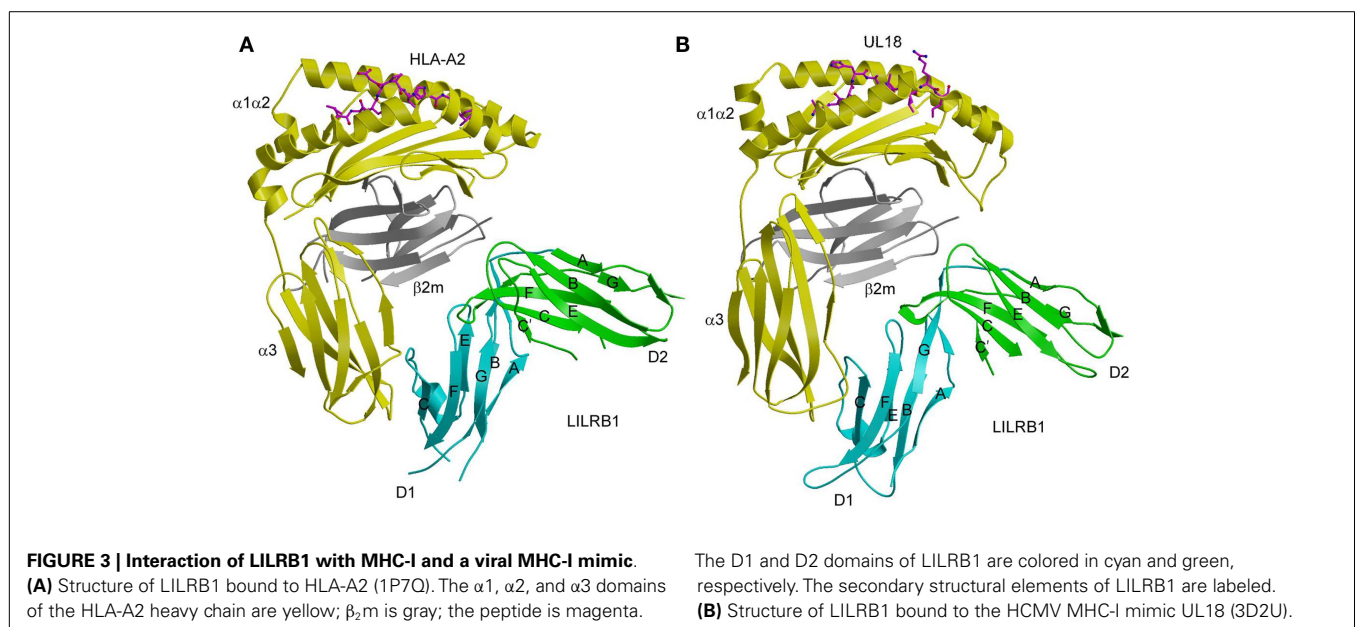 A
HLA-A2
α1α2
β2m
α3
A
B
G
F
C
E
C'
D2
E
B
A
G
F
C
LILRB1
D1
B
UL18
α1α2
β2m
α3
A
B
F
E
G
C
C'
D2
G
C
F
E
B
A
LILRB1
D1
FIGURE 3 | Interaction of LILRB1 with MHC-I and a viral MHC-I mimic.
(A) Structure of LILRB1 bound to HLA-A2 (1P7Q). The α1, α2, and α3 domains
of the HLA-A2 heavy chain are yellow; β₂m is gray; the peptide is magenta.
The D1 and D2 domains of LILRB1 are colored in cyan and green,
respectively. The secondary structural elements of LILRB1 are labeled.
(B) Structure of LILRB1 bound to the HCMV MHC-I mimic UL18 (3D2U).